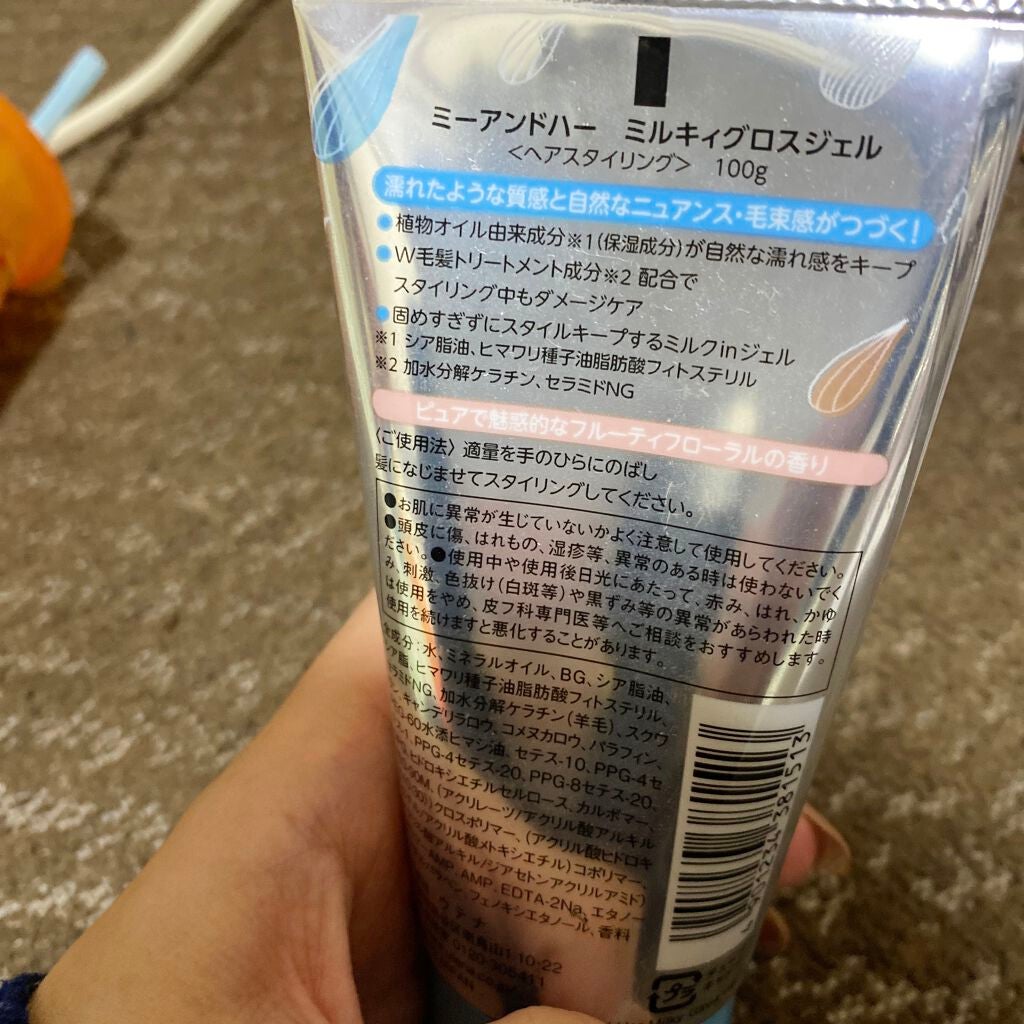 ミーアンドハー ミルキィグロスジェル
<ヘアスタイリング> 100g
濡れたような質感と自然なニュアンス・毛束感がつづく!
●植物オイル由来成分※1(保湿成分)が自然な濡れ感をキープ
●W毛髪トリートメント成分※2 配合で
スタイリング中もダメージケア
●固めすぎずにスタイルキープするミルクinジェル
※1 シア脂油、ヒマワリ種子油脂肪酸フィトステリル
※2 加水分解ケラチン、セラミドNG
ピュアで魅惑的なフルーティフローラルの香り
〈ご使用法〉適量を手のひらにのばし
髪になじませてスタイリングしてください。
●お肌に異常が生じていないかよく注意して使用してください。
●頭皮に傷、はれもの、湿疹等、異常のある時は使わないでく
ださい。●使用中や使用後日光にあたって、赤み、はれ、かゆ
み、刺激、色抜け(白斑等)や黒ずみ等の異常があらわれた時
は使用をやめ、皮フ科専門医等へご相談をおすすめします。
使用を続けますと悪化することがあります。
全成分:水、ミネラルオイル、BG、シア脂油、
シア脂、ヒマワリ種子油脂肪酸フィトステリル、
セラミドNG、加水分解ケラチン(羊毛)、スクワ
ン、キャンデリラロウ、コメヌカロウ、パラフィン、
-60水添ヒマシ油、セテス-10、PPG-4セ
-1、PPG-4セテス-20、PPG-8セテス-20、
ヒドロキシエチルセルロース、カルボマー、
-90M、(アクリレーツ/アクリル酸アルキル
クロスポリマー、(アクリル酸ヒドロキ
/アクリル酸メトキシエチル)コポリマー、
酸アルキル/ジアセトンアクリルアミド)
AMP、AMP、EDTA-2Na、エタノー
ラベン、フェノキシエタノール、香料
ウテナ
烏山1-10-22
0120-305411
プラ